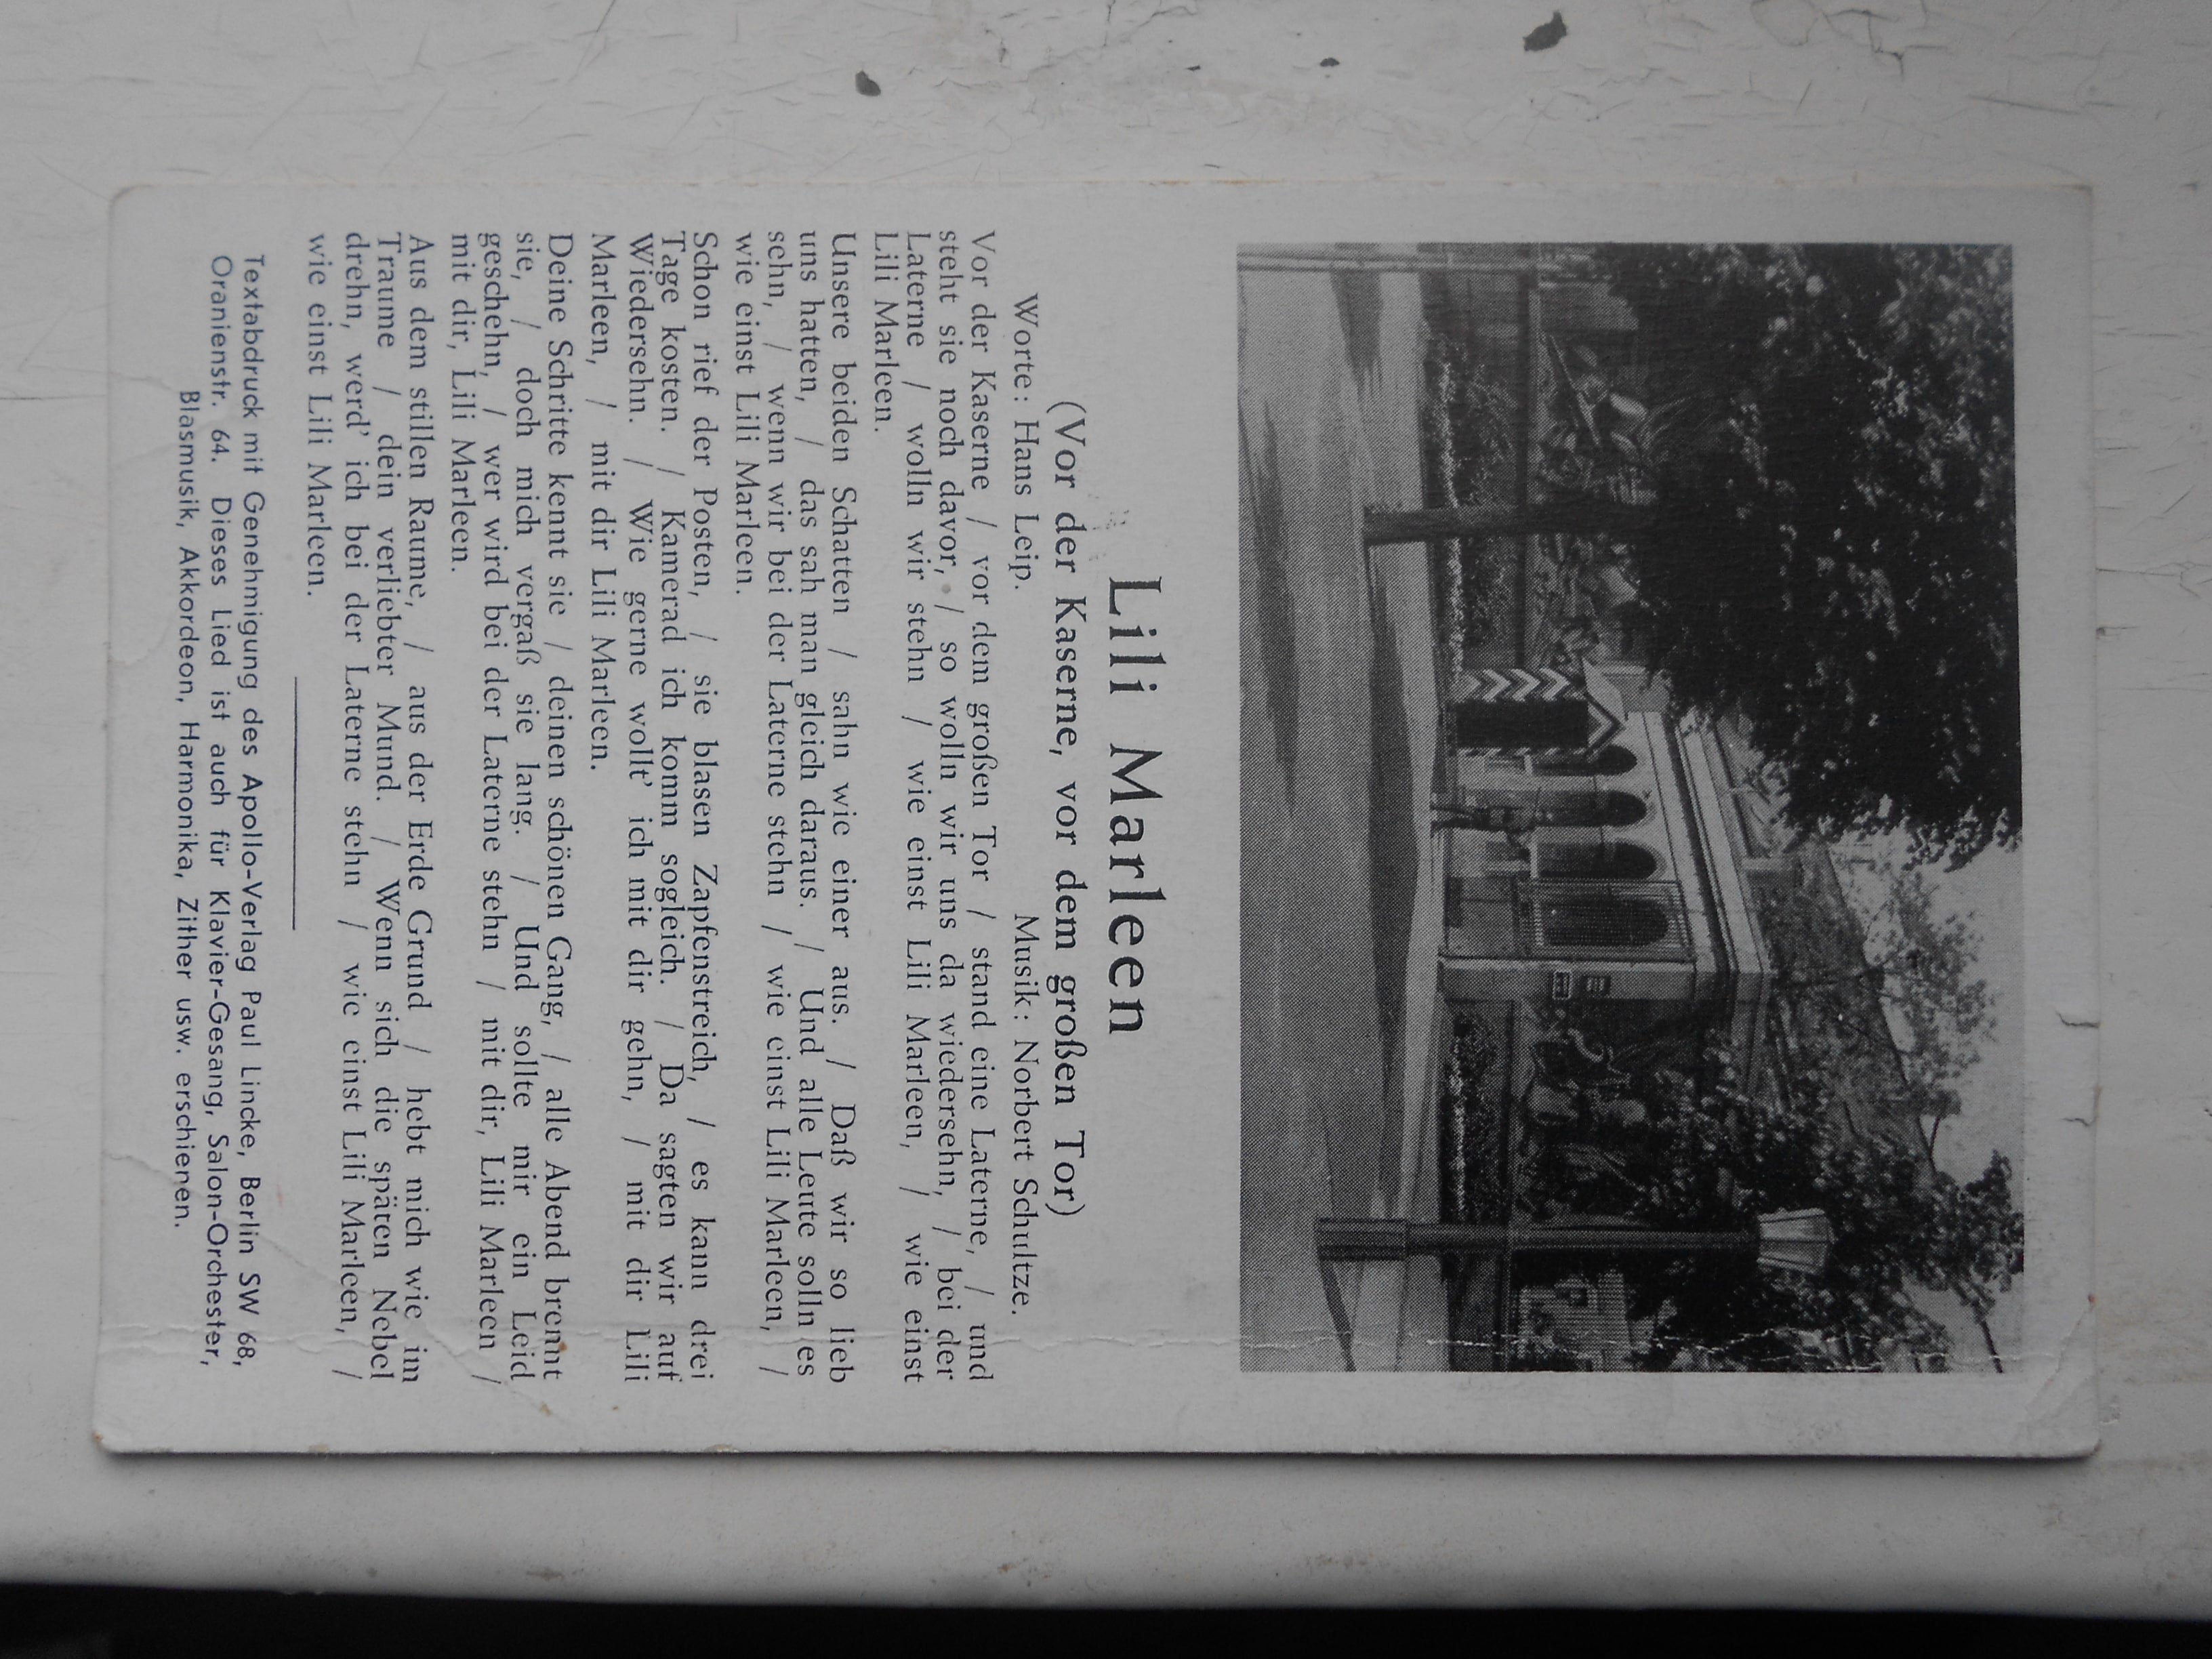 Lili Marleen
(Vor der Kaserne, vor dem großen Tor)
Worte: Hans Leip. Musik: Norbert Schultze.
Vor der Kaserne / vor dem großen Tor / stand eine Laterne, / und
steht sie noch davor, / so wolln wir uns da wiedersehn, / bei der
Laterne / wolln wir stehn / wie einst Lili Marleen, / wie einst
Lili Marleen.
Unsere beiden Schatten / sahn wie einer aus. / Daß wir so lieb
uns hatten, / das sah man gleich daraus. / Und alle Leute solln es
sehn, / wenn wir bei der Laterne stehn / wie einst Lili Marleen, /
wie einst Lili Marleen.
Schon rief der Posten, / sie blasen Zapfenstreich, / es kann drei
Tage kosten. / Kamerad ich komm sogleich. / Da sagten wir auf
Wiedersehn. / Wie gerne wollt' ich mit dir gehn, / mit dir Lili
Marleen, / mit dir Lili Marleen.
Deine Schritte kennt sie / deinen schönen Gang, / alle Abend brennt
sie, / doch mich vergaß sie lang. / Und sollte mir ein Leid
geschehn, / wer wird bei der Laterne stehn / mit dir, Lili Marleen /
mit dir, Lili Marleen.
Aus dem stillen Raume, / aus der Erde Grund / hebt mich wie im
Traume / dein verliebter Mund. / Wenn sich die späten Nebel
drehn, werd' ich bei der Laterne stehn / wie einst Lili Marleen, /
wie einst Lili Marleen.
Textabdruck mit Genehmigung des Apollo-Verlag Paul Lincke, Berlin SW 68,
Oranienstr. 64. Dieses Lied ist auch für Klavier-Gesang, Salon-Orchester,
Blasmusik, Akkordeon, Harmonika, Zither usw. erschienen.